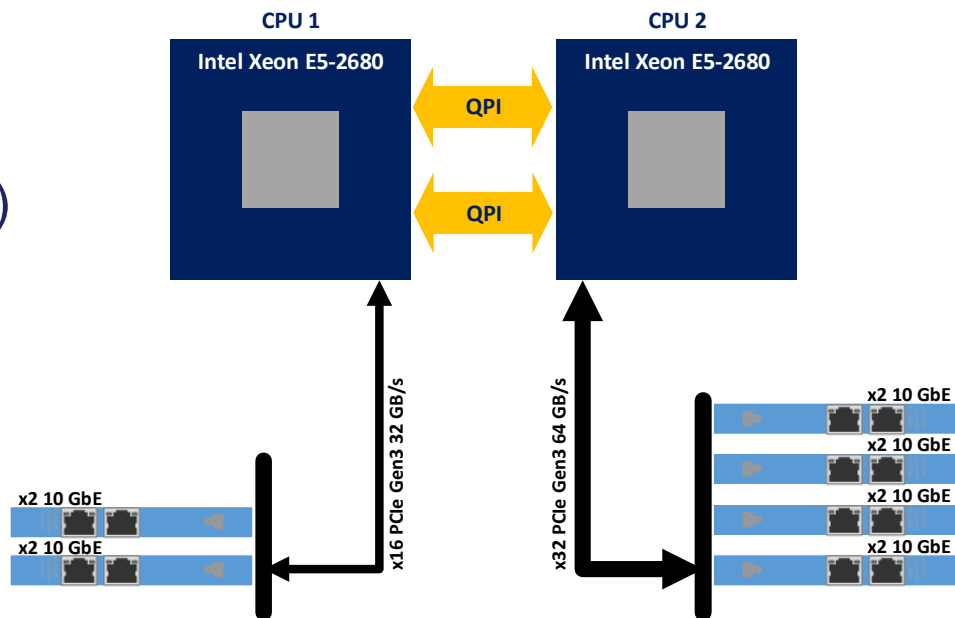 CPU 1
CPU 2
Intel Xeon E5-2680
Intel Xeon E5-2680
QPI
QPI
x16 PCIe Gen3 32 GB/s
x32 PCIe Gen3 64 GB/s
x2 10 GbE
x2 10 GbE
x2 10 GbE
x2 10 GbE
x2 10 GbE
x2 10 GbE